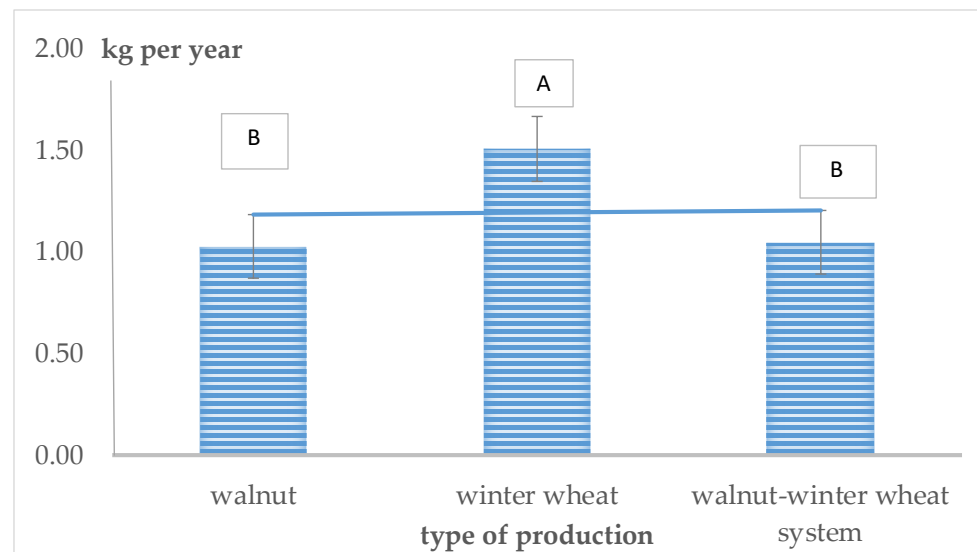 2.00 kg per year
A
B
B
1.50
1.00
0.50
0.00
walnut winter wheat walnut-winter wheat
system
type of production